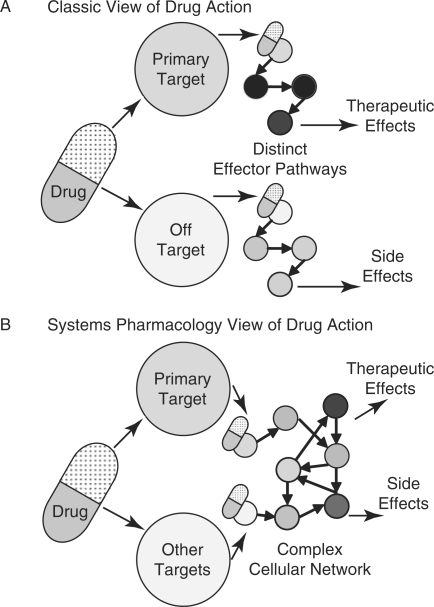 A Classic View of Drug Action
Primary
Target
Therapeutic
Effects
Drug
Distinct
Effector Pathways
Off
Target
Side
Effects
B Systems Pharmacology View of Drug Action
Primary
Target
Therapeutic
Effects
Drug
Side
Effects
Other
Targets
Complex
Cellular Network